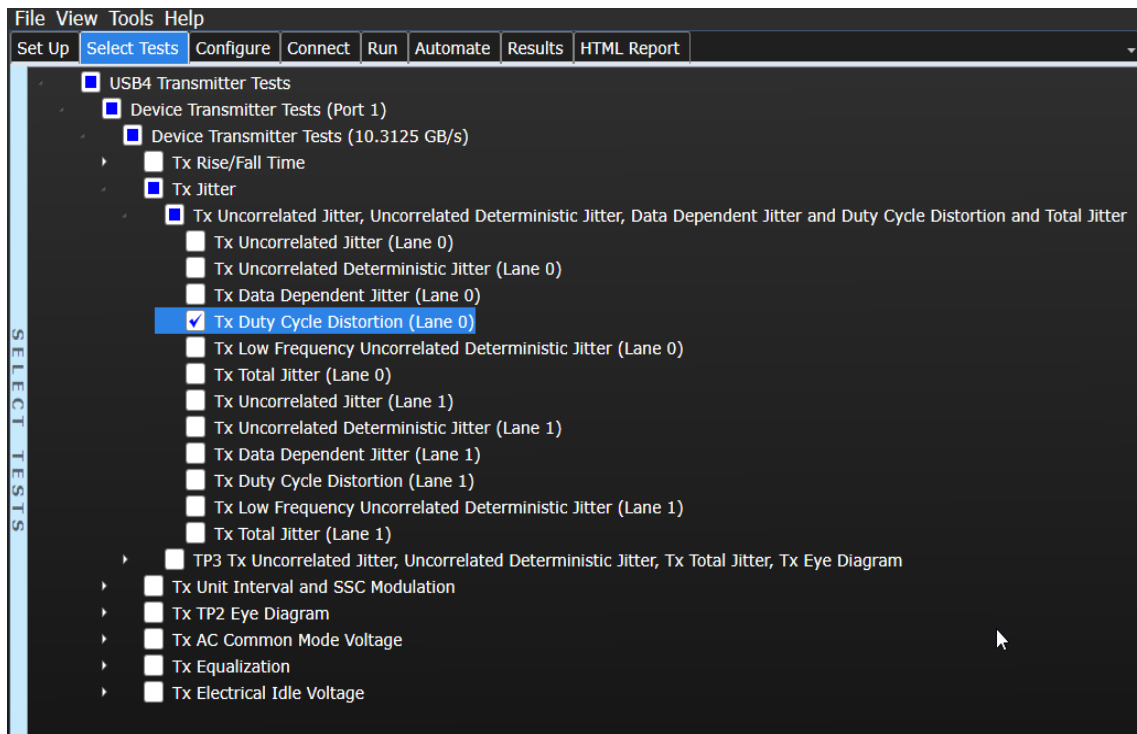 File View Tools Help
Set Up Select Tests Configure Connect Run Automate Results HTML Report
USB4 Transmitter Tests
Device Transmitter Tests (Port 1)
Device Transmitter Tests (10.3125 GB/s)
Tx Rise/Fall Time
Tx Jitter
Tx Uncorrelated Jitter, Uncorrelated Deterministic Jitter, Data Dependent Jitter and Duty Cycle Distortion and Total Jitter
Tx Uncorrelated Jitter (Lane 0)
Tx Uncorrelated Deterministic Jitter (Lane 0)
Tx Data Dependent Jitter (Lane 0)
Tx Duty Cycle Distortion (Lane 0)
Tx Low Frequency Uncorrelated Deterministic Jitter (Lane 0)
Tx Total Jitter (Lane 0)
Tx Uncorrelated Jitter (Lane 1)
Tx Uncorrelated Deterministic Jitter (Lane 1)
Tx Data Dependent Jitter (Lane 1)
Tx Duty Cycle Distortion (Lane 1)
Tx Low Frequency Uncorrelated Deterministic Jitter (Lane 1)
Tx Total Jitter (Lane 1)
TP3 Tx Uncorrelated Jitter, Uncorrelated Deterministic Jitter, Tx Total Jitter, Tx Eye Diagram
Tx Unit Interval and SSC Modulation
Tx TP2 Eye Diagram
Tx AC Common Mode Voltage
Tx Equalization
Tx Electrical Idle Voltage
SELECT TESTS